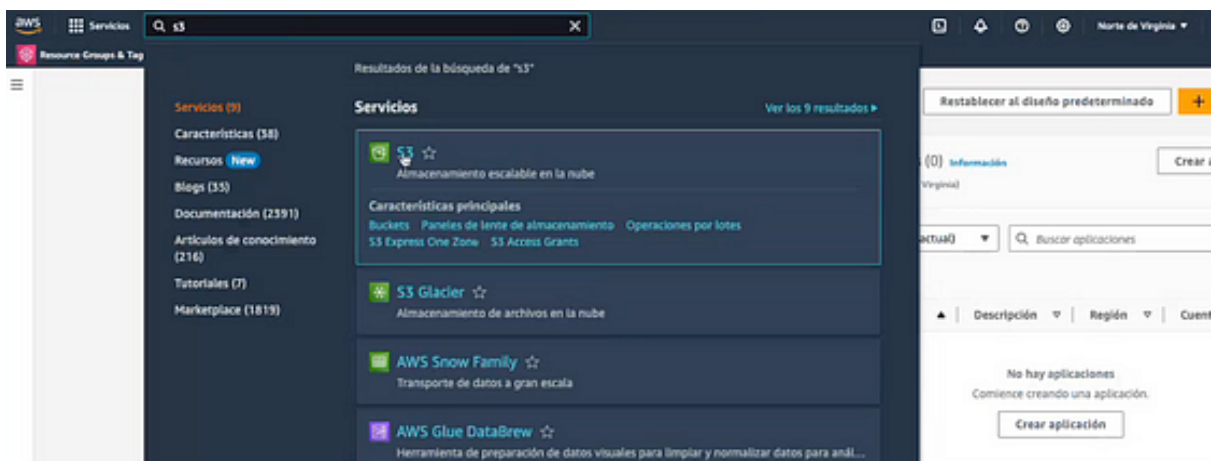 aws
Servicios
s3
Norte de Virginia
Resource Groups & Tag
Resultados de la búsqueda de "s3"
Servicios (9)
Características (38)
Recursos New
Blogs (33)
Documentación (2391)
Artículos de conocimiento
(216)
Tutoriales (7)
Marketplace (1819)
Servicios
Ver los 9 resultados
S3
Almacenamiento escalable en la nube
Características principales
Buckets Paneles de lente de almacenamiento Operaciones por lotes
S3 Express One Zone S3 Access Grants
S3 Glacier
Almacenamiento de archivos en la nube
AWS Snow Family
Transporte de datos a gran escala
AWS Glue DataBrew
Herramienta de preparación de datos visuales para limpiar y normalizar datos para anál...
Restablecer al diseño predeterminado
+
(0) Información
Crear a
Virginia)
actual)
Buscar aplicaciones
Descripción
Región
Cuent
No hay aplicaciones
Comience creando una aplicación.
Crear aplicación